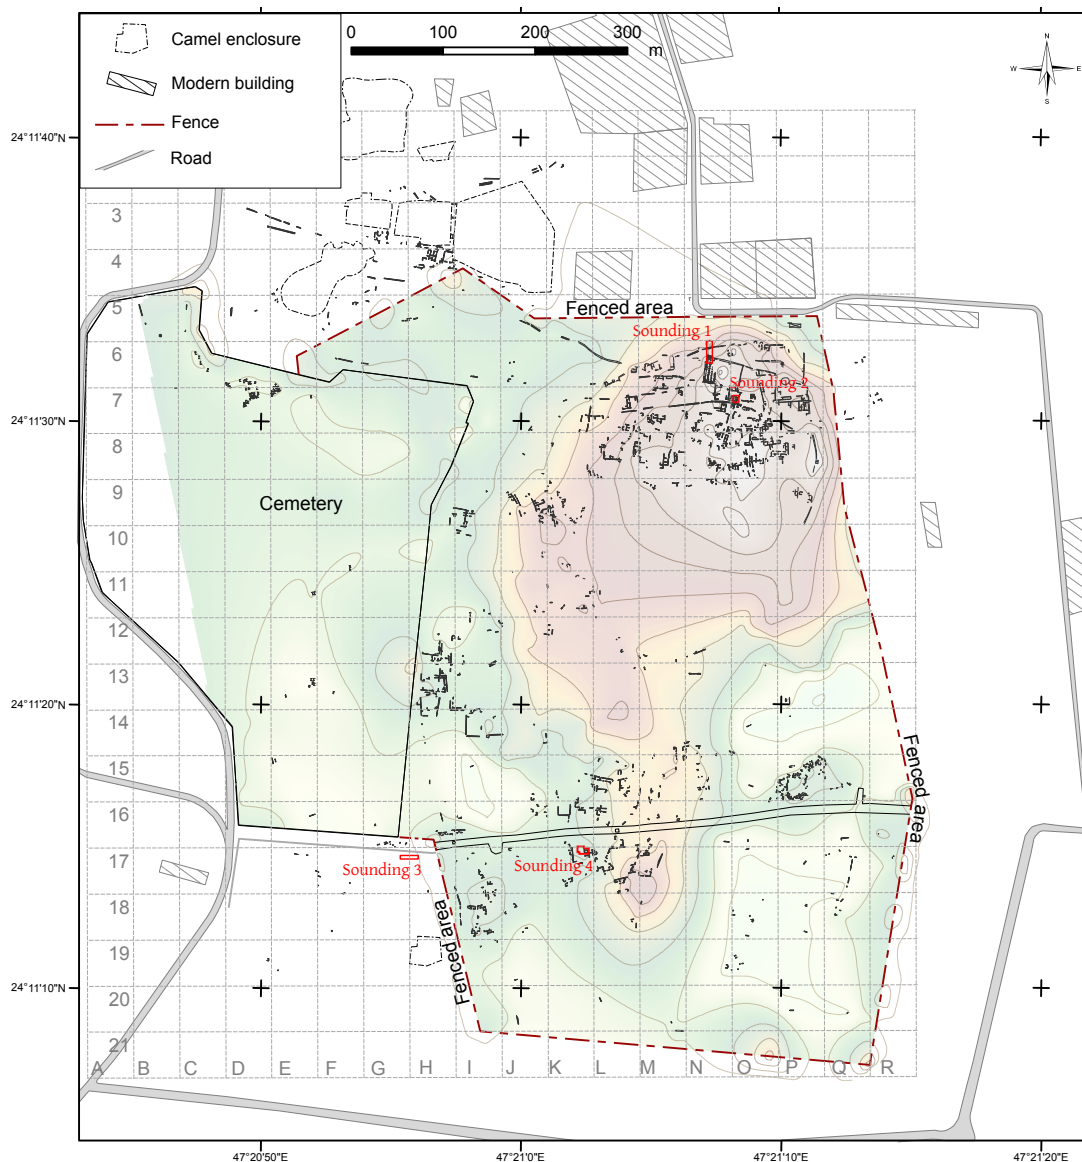 Camel enclosure
Modern building
Fence
Road
0 100 200 300
m
N
W E
S
24°11'40"N
24°11'30"N
24°11'20"N
24°11'10"N
3
4
5
6
7
8
9
10
11
12
13
14
15
16
17
18
19
20
21
Fenced area
Sounding 1
Sounding 2
Cemetery
Fenced area
Sounding 3
Sounding 4
Fenced area
A B C D E F G H I J K L M N O P Q R
47°20'50"E 47°21'0"E 47°21'10"E 47°21'20"E